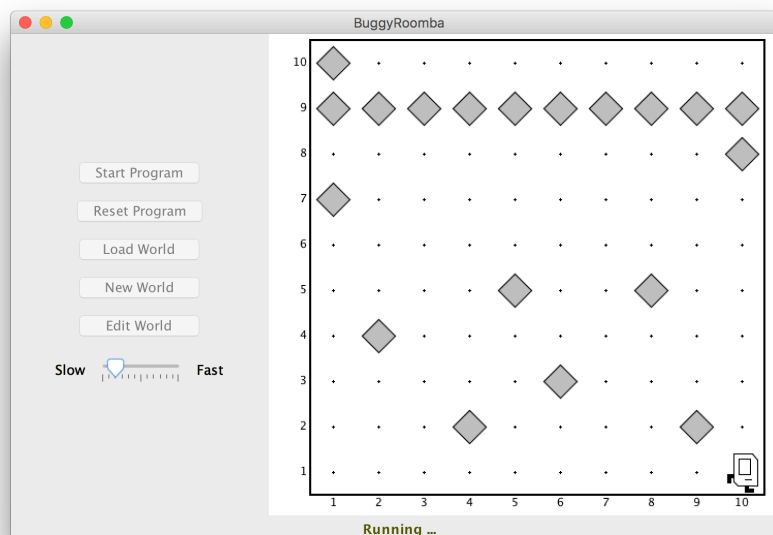 BuggyRoomba
Start Program
Reset Program
Load World
New World
Edit World
Slow Fast
10
9
8
7
6
5
4
3
2
1
1 2 3 4 5 6 7 8 9 10
Running ...